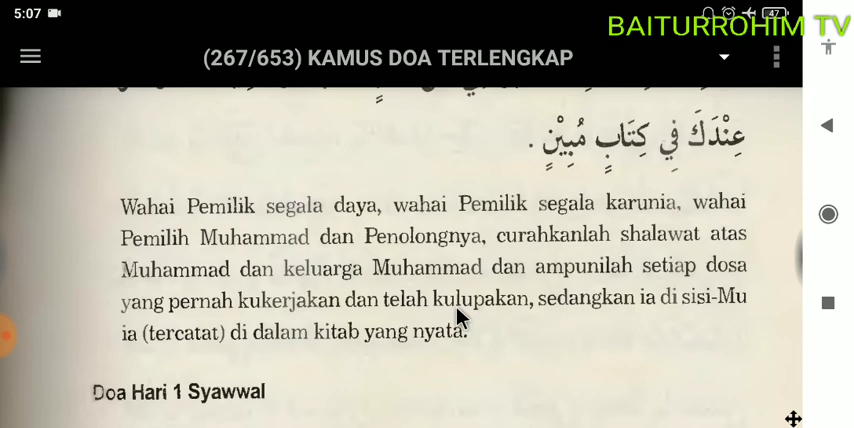 5:07
47
BAITURROHIM TV
(267/653) KAMUS DOA TERLENGKAP
عِنْدَكَ فِي كِتَابٍ مُبِيْنٍ .
Wahai Pemilik segala daya, wahai Pemilik segala karunia, wahai
Pemilih Muhammad dan Penolongnya, curahkanlah shalawat atas
Muhammad dan keluarga Muhammad dan ampunilah setiap dosa
yang pernah kukerjakan dan telah kulupakan, sedangkan ia di sisi-Mu
ia (tercatat) di dalam kitab yang nyata.
Doa Hari 1 Syawwal